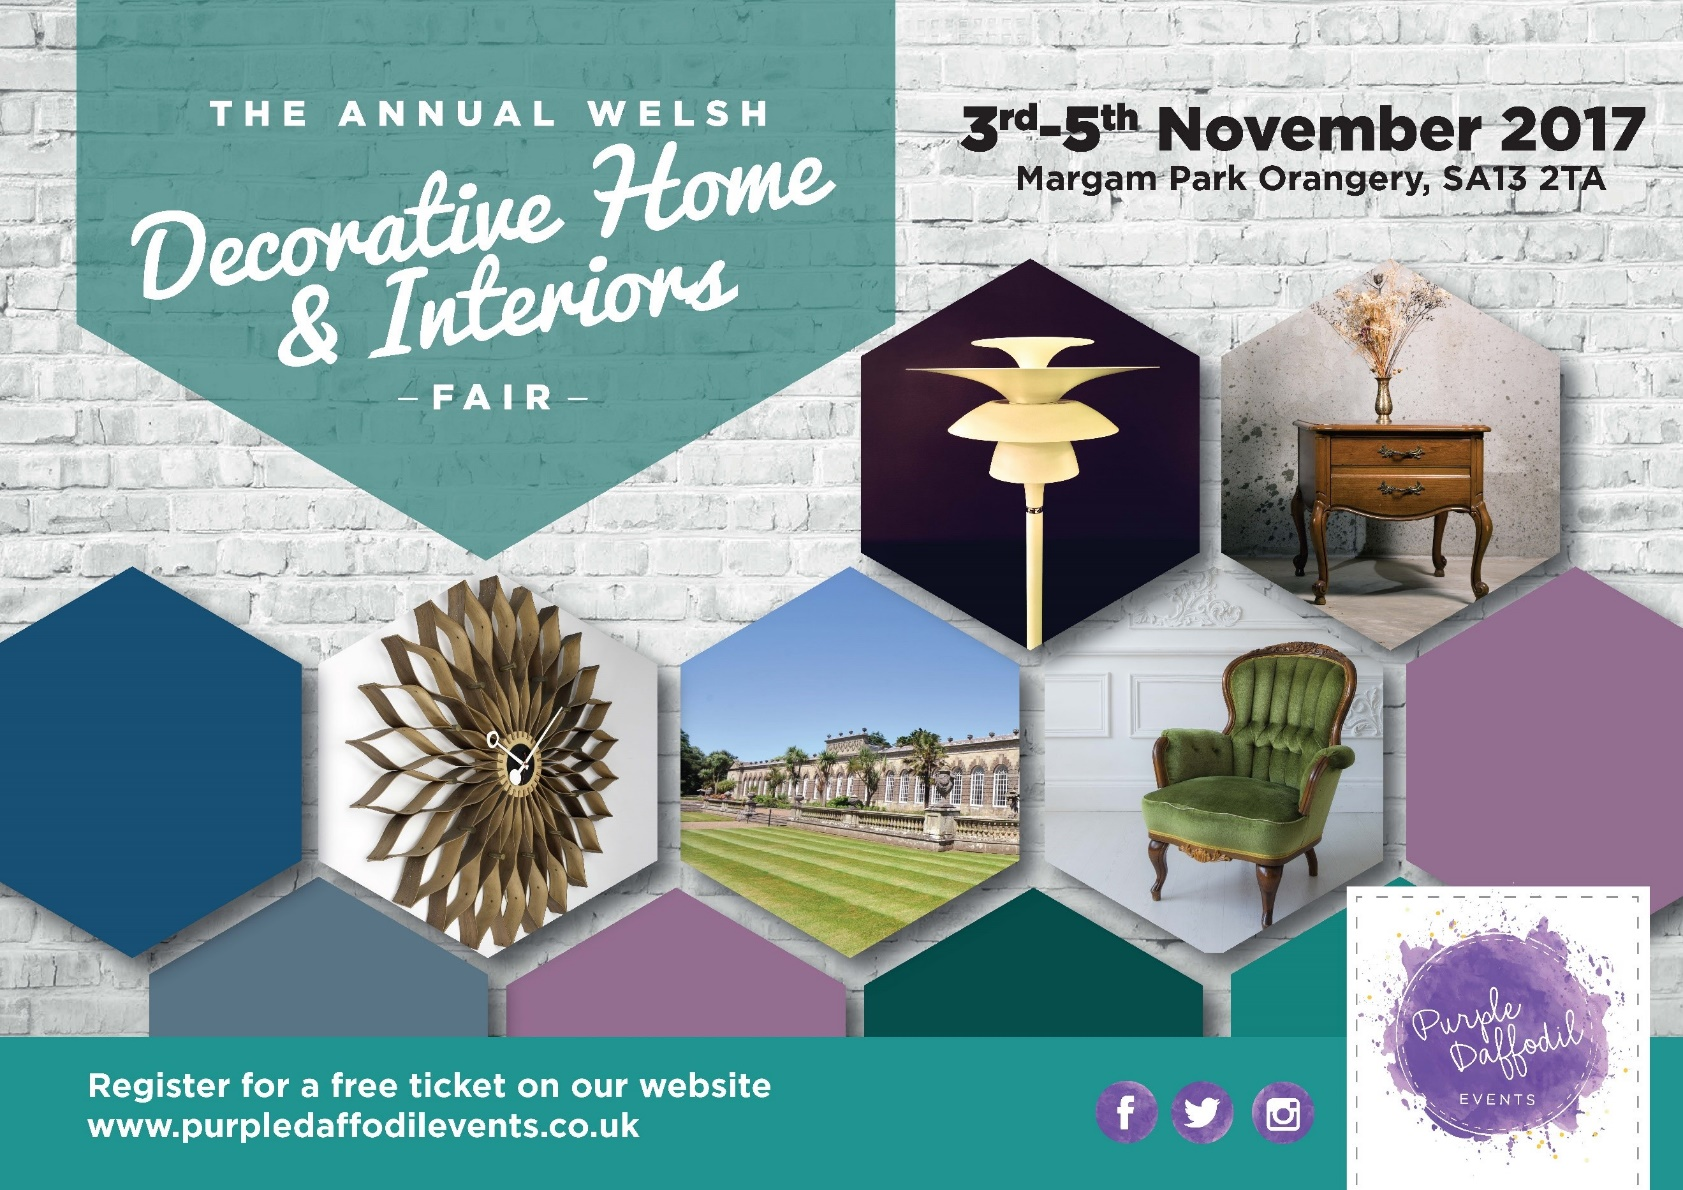 THE ANNUAL WELSH
Decorative Home
& Interiors
– FAIR –
3rd-5th November 2017
Margam Park Orangery, SA13 2TA
Register for a free ticket on our website
www.purpledaffodilevents.co.uk
f
Purple
Daffodil
EVENTS